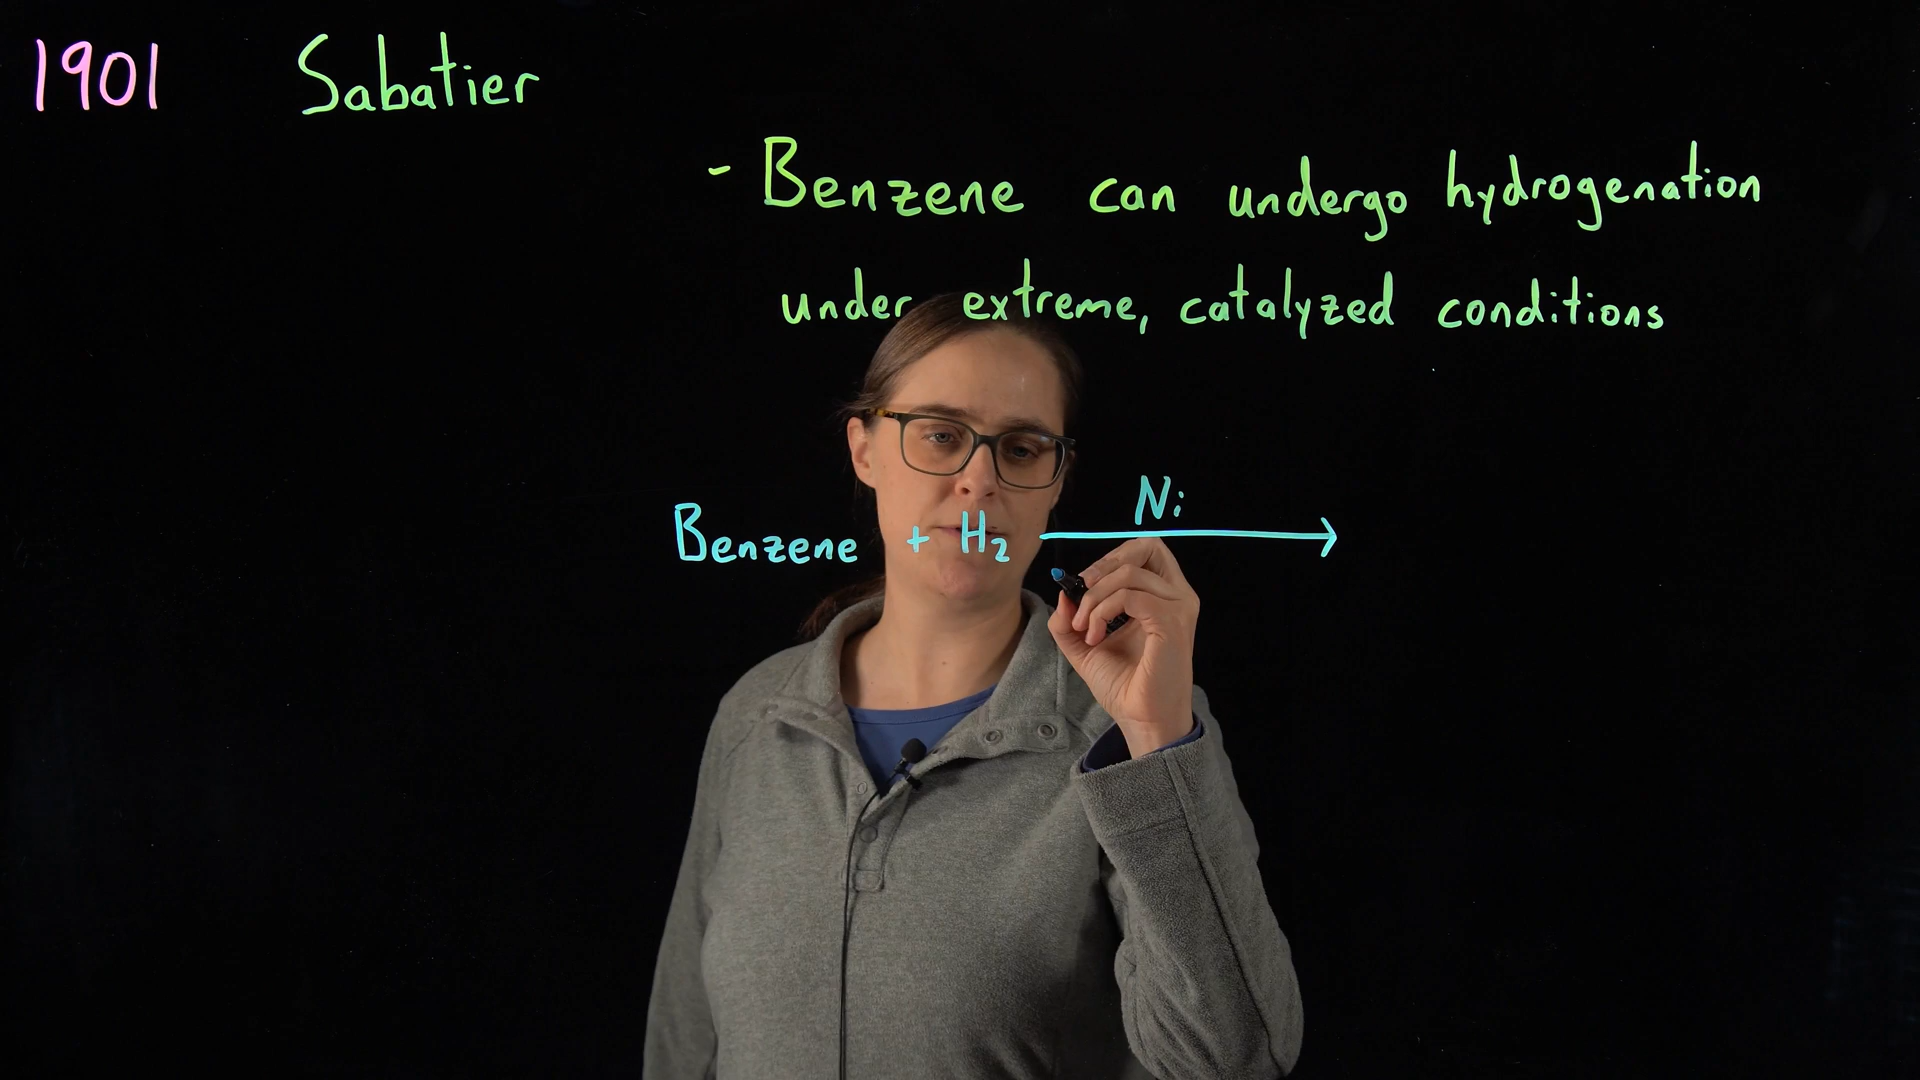 1901 Sabatier
- Benzene can undergo hydrogenation
under extreme, catalyzed conditions
Ni
Benzene + H₂ →